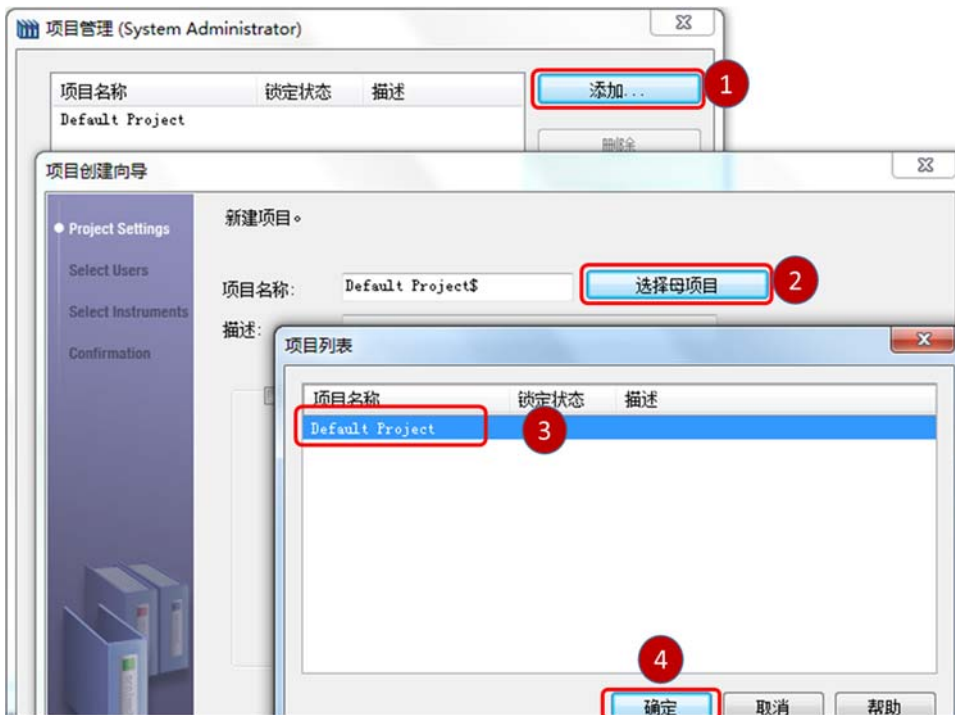 项目管理 (System Administrator)
项目名称 锁定状态 描述 添加... 1
Default Project
删除
项目创建向导
Project Settings
Select Users
Select Instruments
Confirmation
新建项目。
项目名称: Default Project$ 选择母项目 2
描述:
项目列表
项目名称 锁定状态 描述
Default Project 3
4
确定 取消 帮助